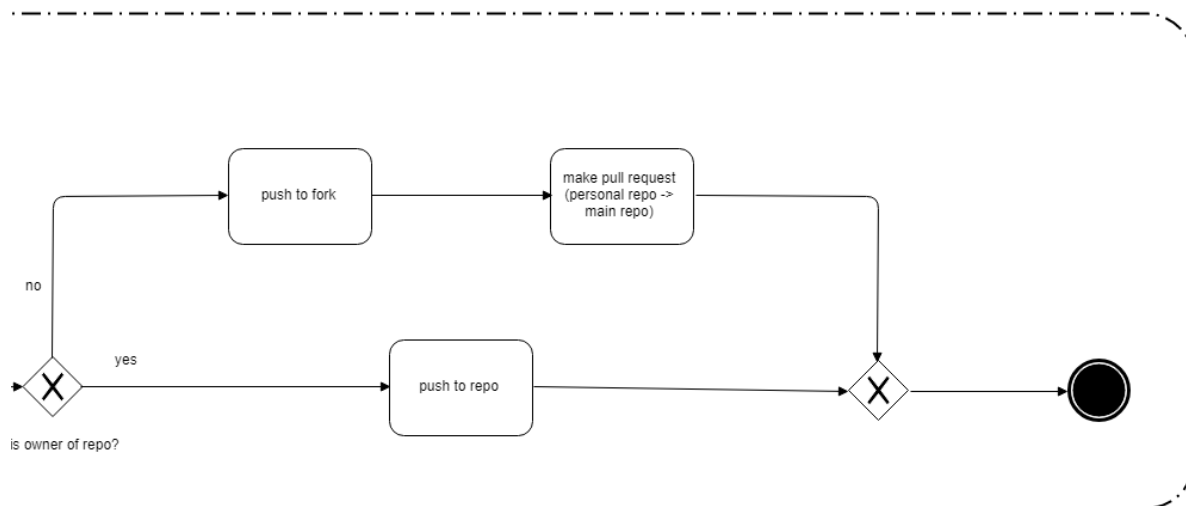 push to fork
make pull request
(personal repo ->
main repo)
no
yes
push to repo
is owner of repo?